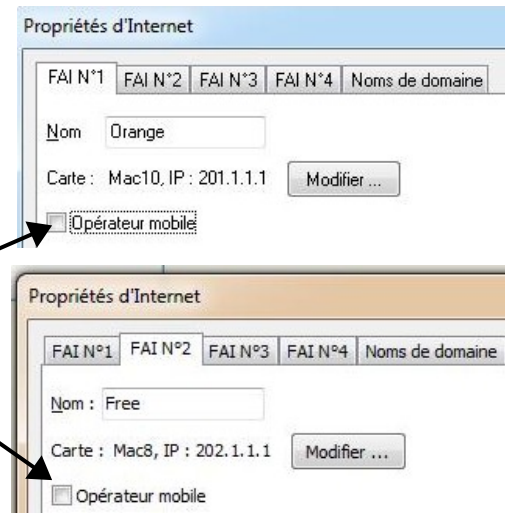 Propriétés d'Internet
FAI N°1 FAI N°2 FAI N°3 FAI N°4 Noms de domaine
Nom Orange
Carte : Mac10, IP : 201.1.1.1 Modifier ...
Opérateur mobile
Propriétés d'Internet
FAI N°1 FAI N°2 FAI N°3 FAI N°4 Noms de domaine
Nom : Free
Carte : Mac8, IP : 202.1.1.1 Modifier ...
Opérateur mobile